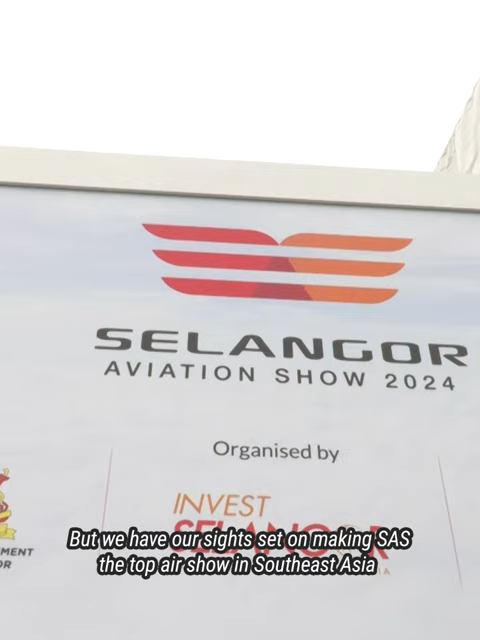 SELANGOR
AVIATION SHOW 2024
Organised by
INVEST
SELANGOR
But we have our sights set on making SAS
the top air show in Southeast Asia